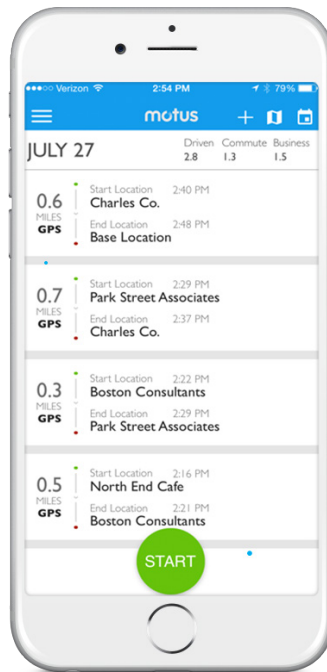 Verizon 2:54 PM 79%
motus
JULY 27
Driven Commute Business
2.8 1.3 1.5
0.6 MILES GPS
Start Location 2:40 PM
Charles Co.
End Location 2:48 PM
Base Location
0.7 MILES GPS
Start Location 2:29 PM
Park Street Associates
End Location 2:37 PM
Charles Co.
0.3 MILES GPS
Start Location 2:22 PM
Boston Consultants
End Location 2:29 PM
Park Street Associates
0.5 MILES GPS
Start Location 2:16 PM
North End Cafe
End Location 2:21 PM
Boston Consultants
START